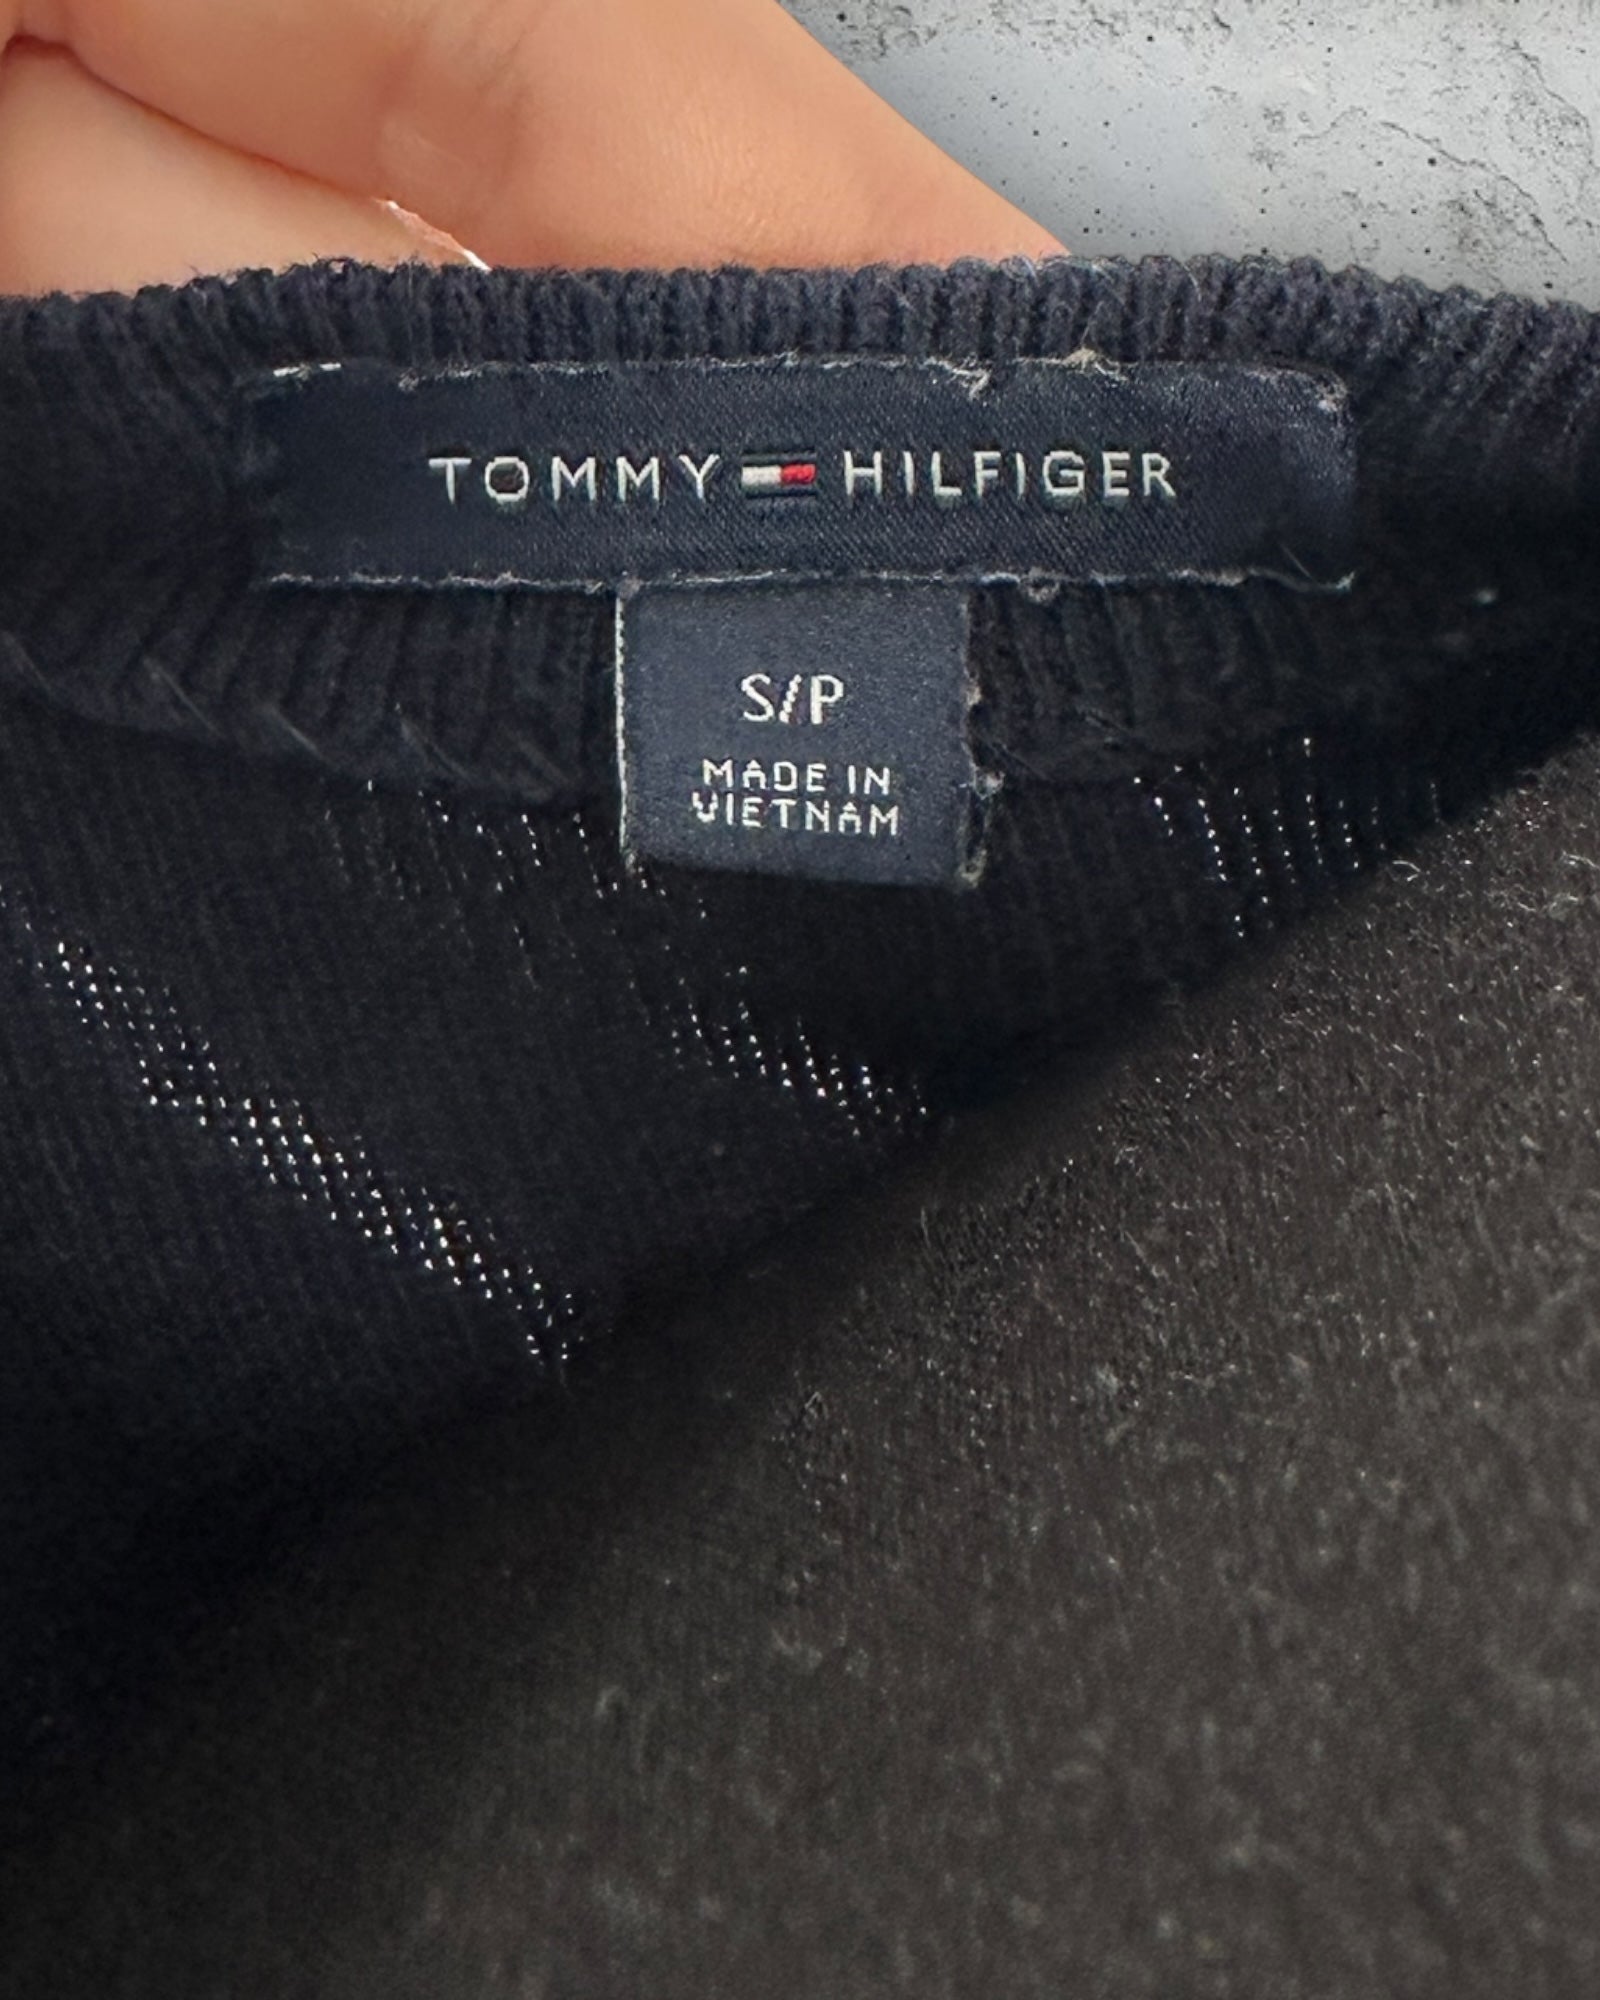 TOMMY HILFIGER
S/P
MADE IN
VIETNAM